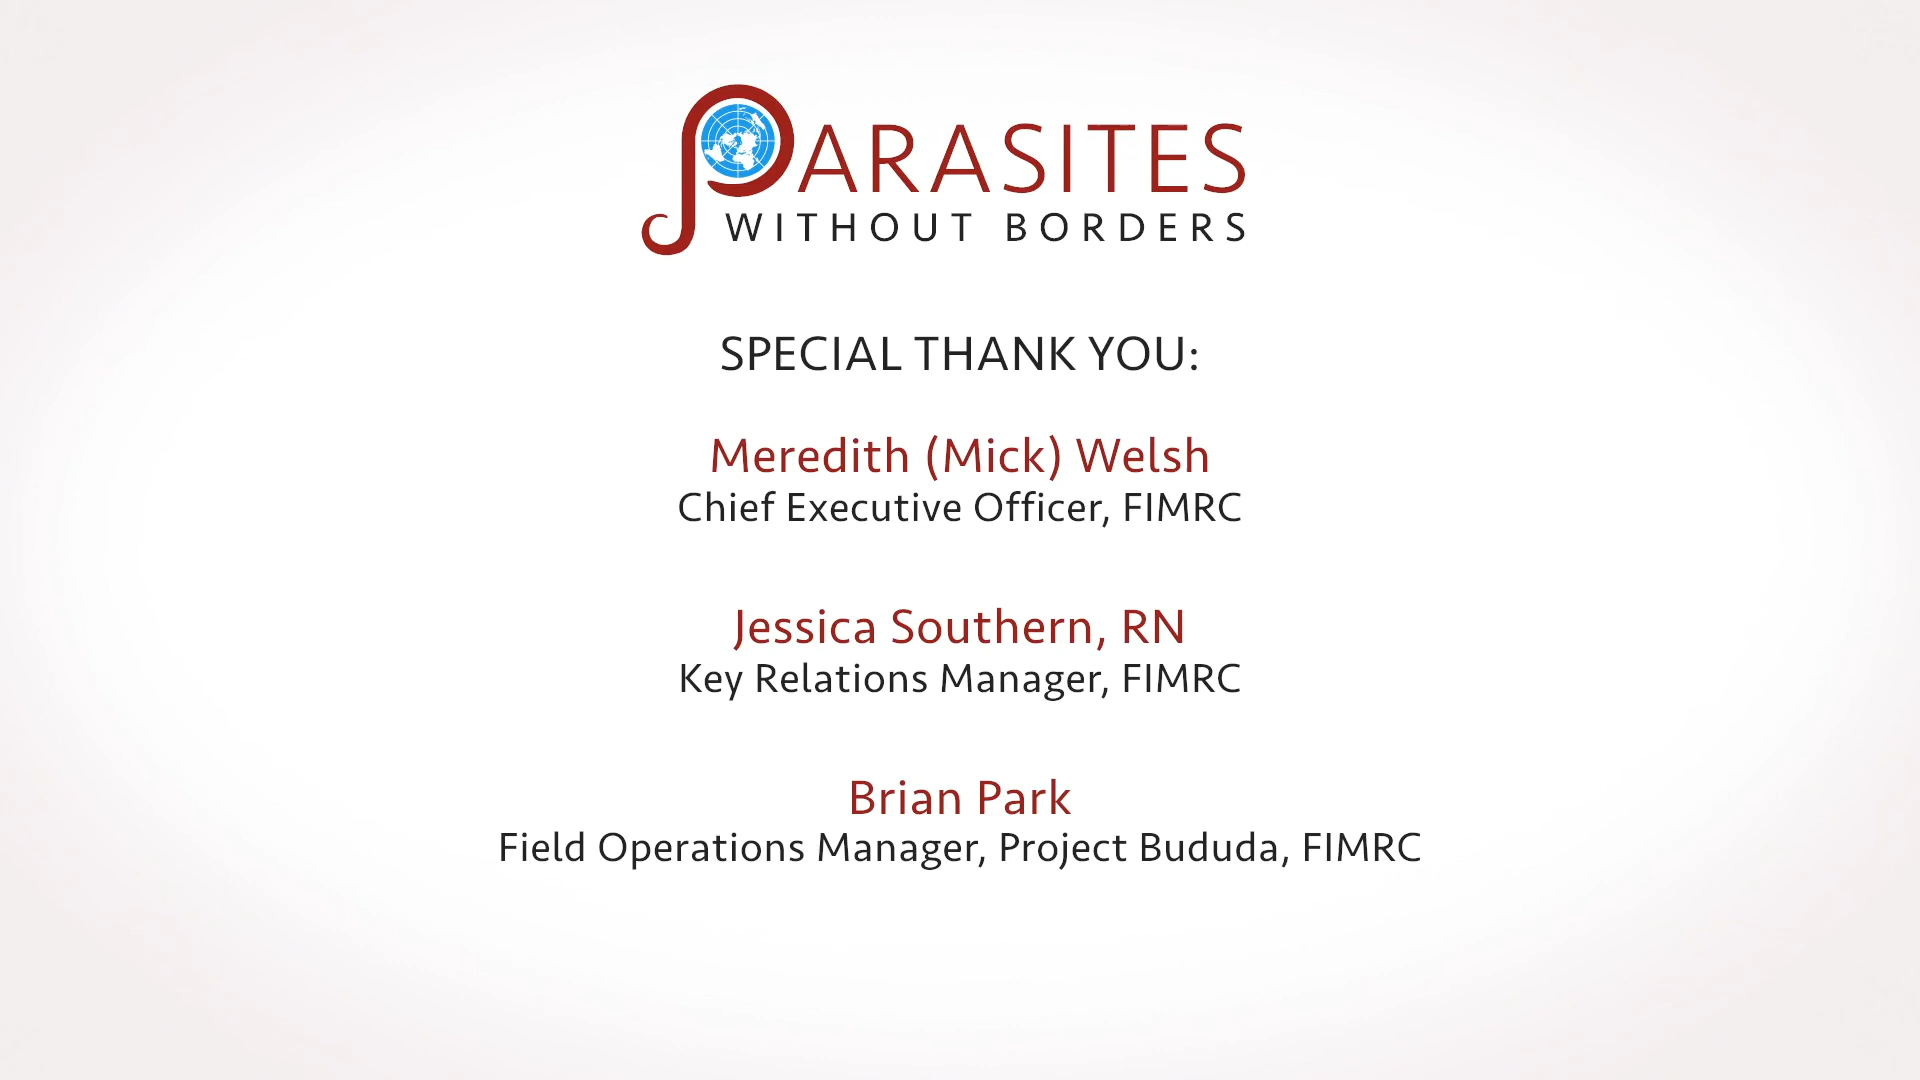 PARASITES
WITHOUT BORDERS
SPECIAL THANK YOU:
Meredith (Mick) Welsh
Chief Executive Officer, FIMRC
Jessica Southern, RN
Key Relations Manager, FIMRC
Brian Park
Field Operations Manager, Project Bududa, FIMRC